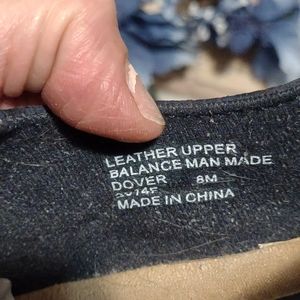 LEATHER UPPER
BALANCE MAN MADE
DOVER 8M
MADE IN CHINA